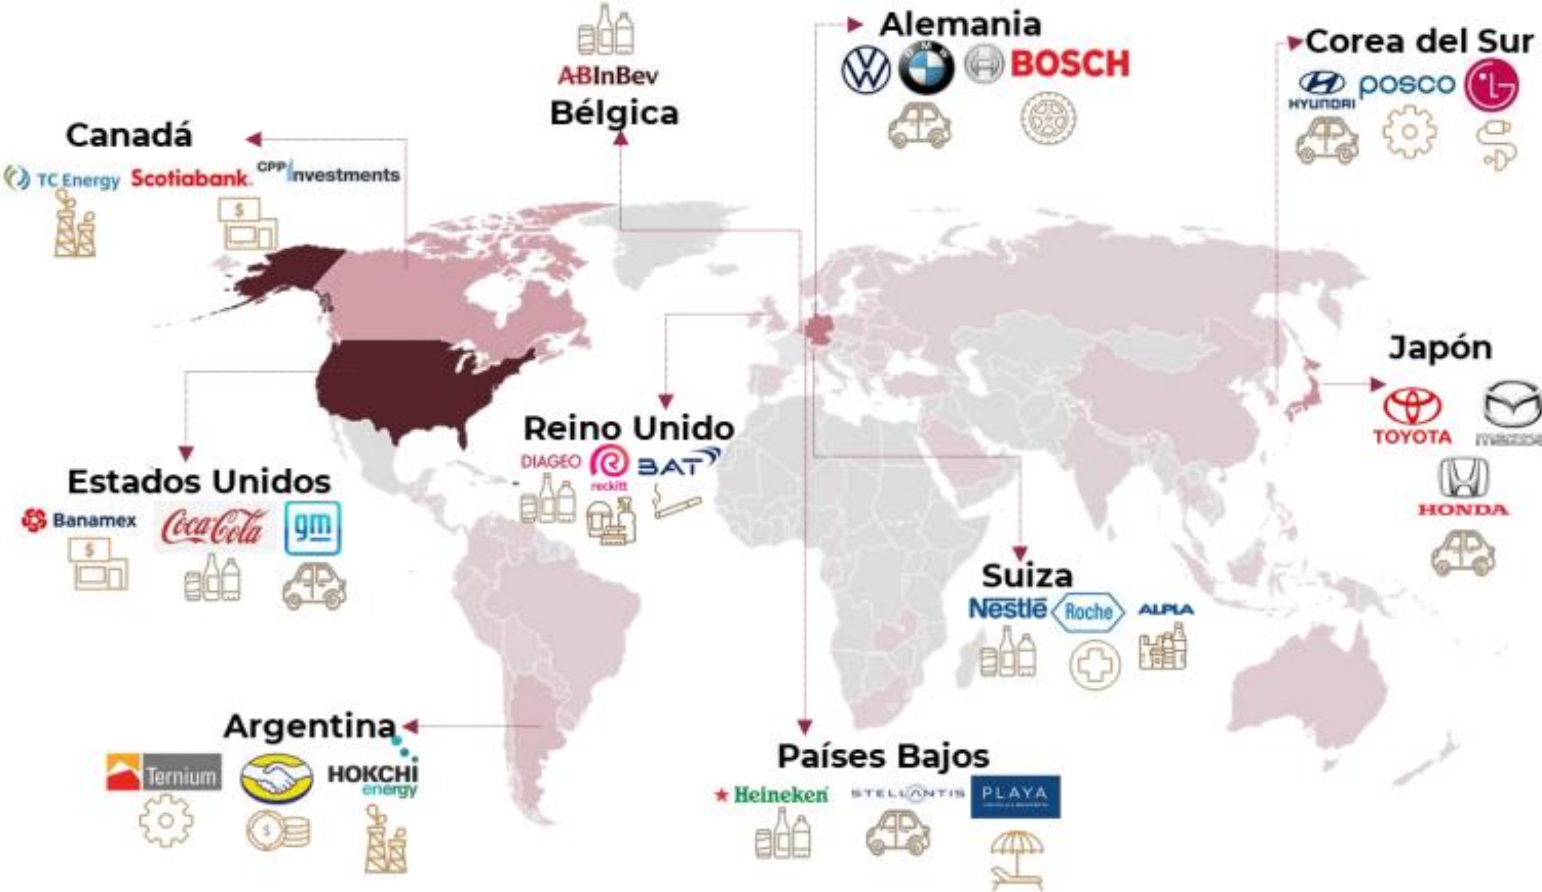 ABInBev
Bélgica
Alemania
BMW
BOSCH
Corea del Sur
HYUNDAI
posco
LG
Canadá
TC Energy
Scotiabank.
CPP Investments
$
Japón
TOYOTA
mazda
HONDA
Reino Unido
DIAGEO
reckitt
BAT
Estados Unidos
Banamex
Coca-Cola
gm
$
Suiza
Nestlé
Roche
ALPLA
Argentina
Ternium
HOKCHI
energy
$
Países Bajos
Heineken
STELLANTIS
PLAYA